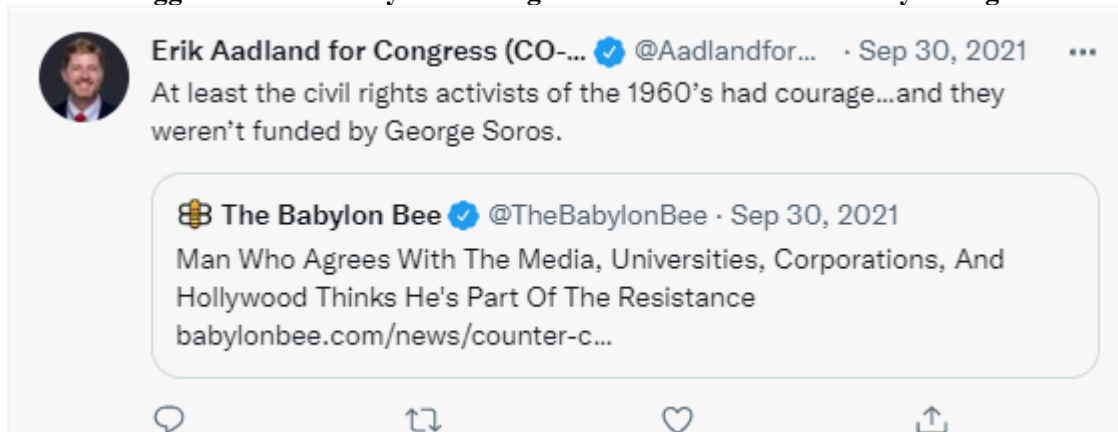 Erik Aadland for Congress (CO-... @Aadlandfor... · Sep 30, 2021
At least the civil rights activists of the 1960's had courage...and they
weren't funded by George Soros.
The Babylon Bee @TheBabylonBee · Sep 30, 2021
Man Who Agrees With The Media, Universities, Corporations, And
Hollywood Thinks He's Part Of The Resistance
babylonbee.com/news/counter-c...